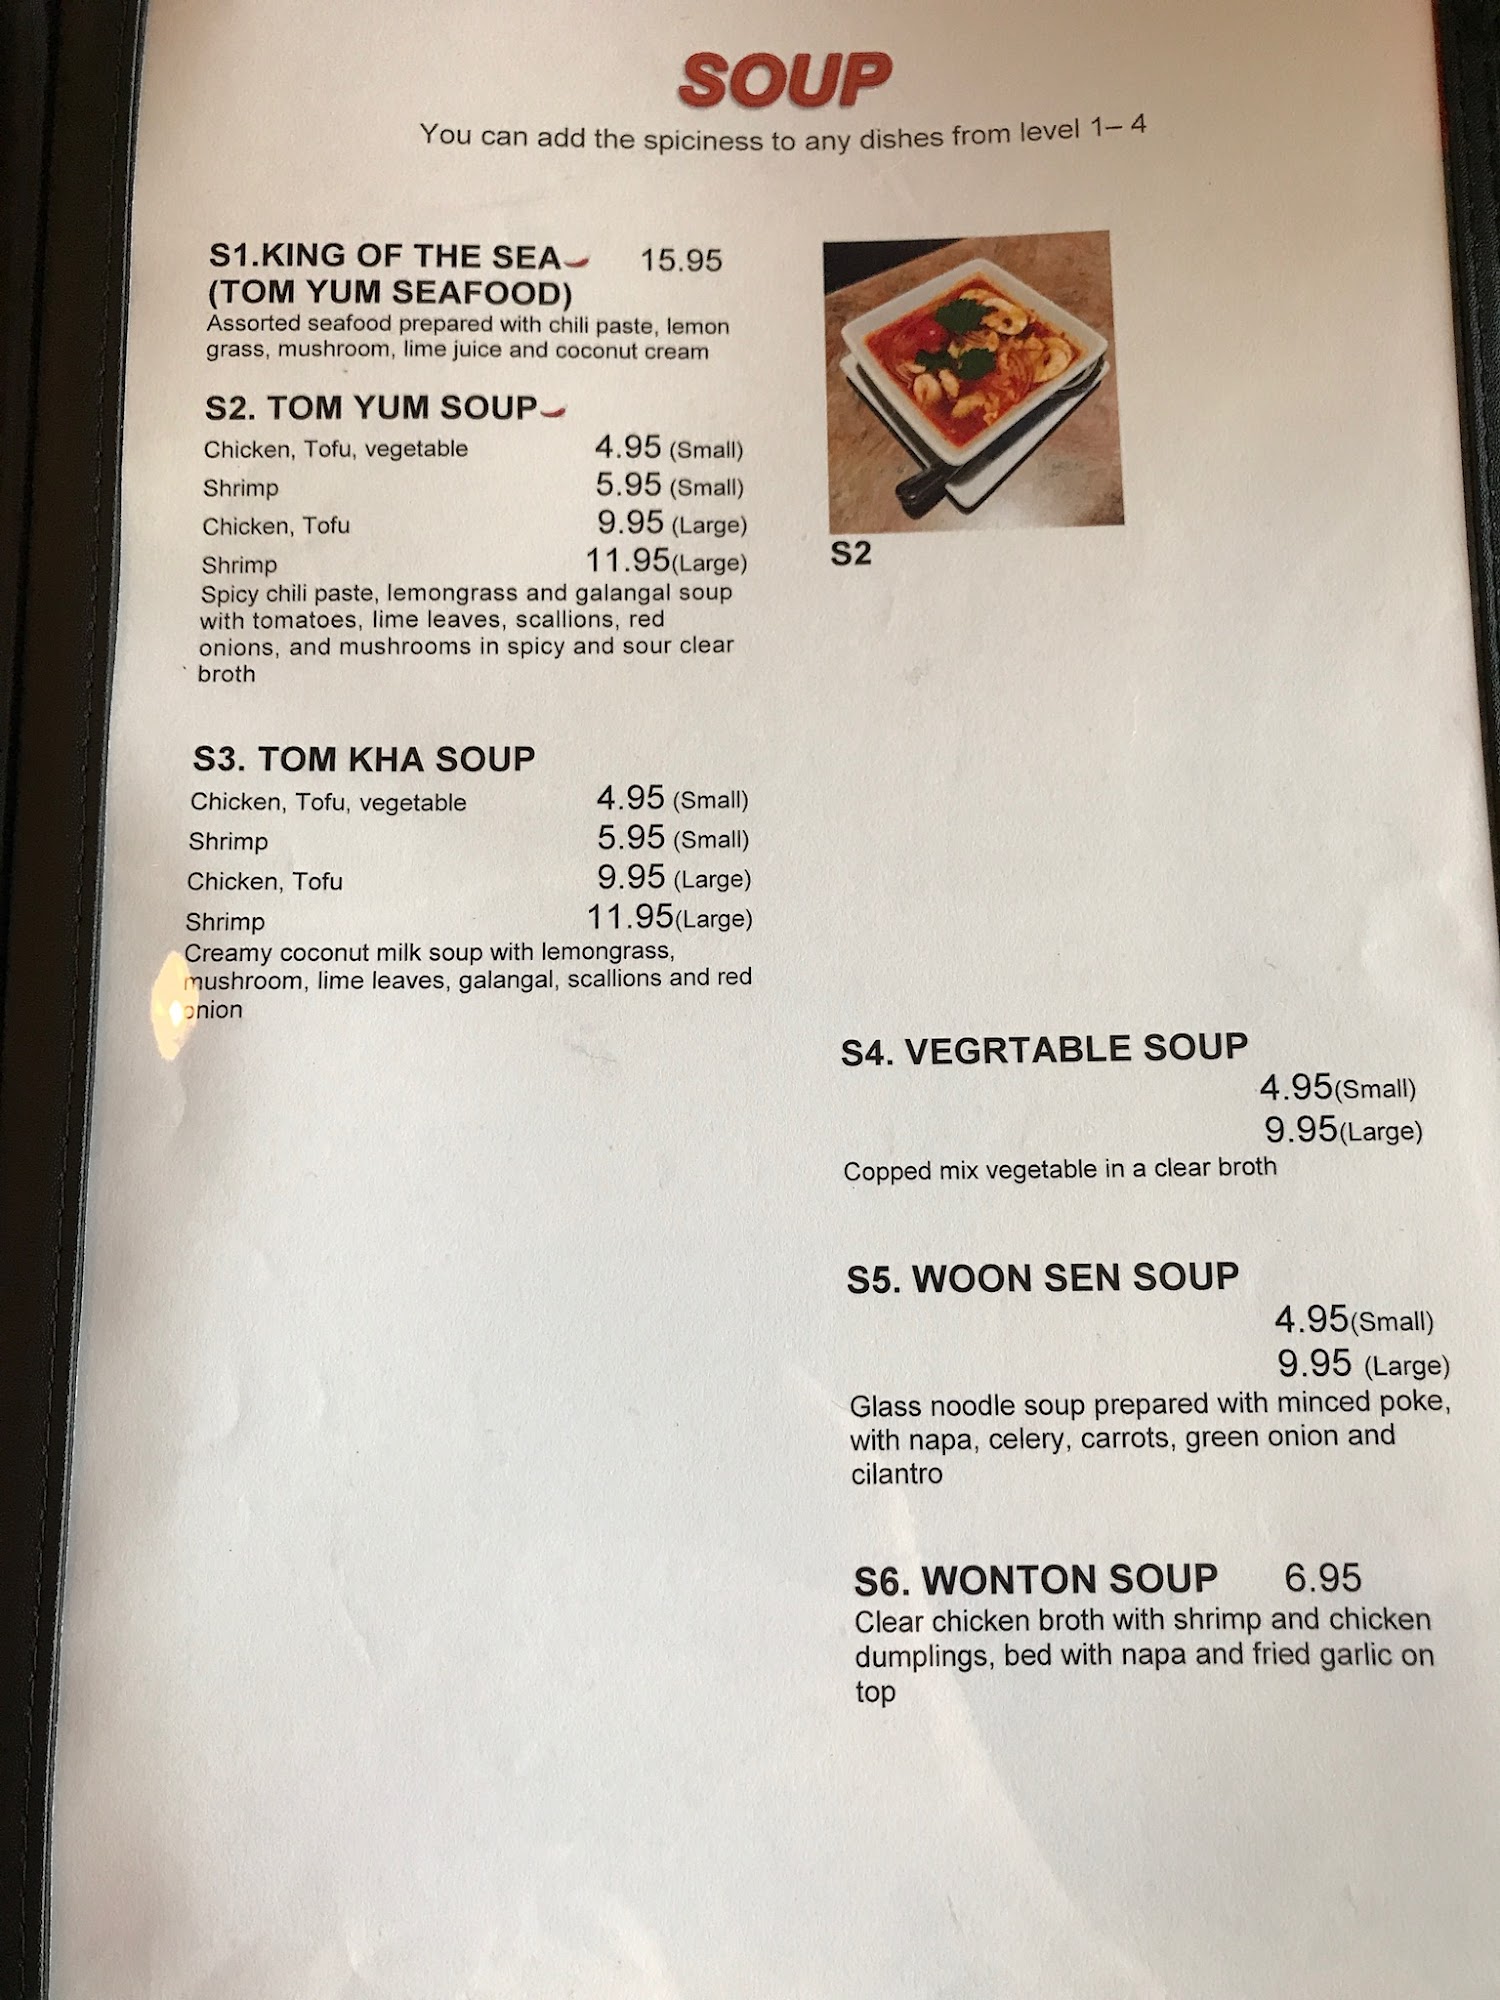 SOUP
You can add the spiciness to any dishes from level 1– 4
S1.KING OF THE SEA 15.95
(TOM YUM SEAFOOD)
Assorted seafood prepared with chili paste, lemon
grass, mushroom, lime juice and coconut cream
S2. TOM YUM SOUP
Chicken, Tofu, vegetable 4.95 (Small)
Shrimp 5.95 (Small)
Chicken, Tofu 9.95 (Large)
Shrimp 11.95(Large)
Spicy chili paste, lemongrass and galangal soup
with tomatoes, lime leaves, scallions, red
onions, and mushrooms in spicy and sour clear
broth
S2
S3. TOM KHA SOUP
Chicken, Tofu, vegetable 4.95 (Small)
Shrimp 5.95 (Small)
Chicken, Tofu 9.95 (Large)
Shrimp 11.95(Large)
Creamy coconut milk soup with lemongrass,
mushroom, lime leaves, galangal, scallions and red
onion
S4. VEGRTABLE SOUP
4.95(Small)
9.95(Large)
Copped mix vegetable in a clear broth
S5. WOON SEN SOUP
4.95(Small)
9.95 (Large)
Glass noodle soup prepared with minced poke,
with napa, celery, carrots, green onion and
cilantro
S6. WONTON SOUP 6.95
Clear chicken broth with shrimp and chicken
dumplings, bed with napa and fried garlic on
top